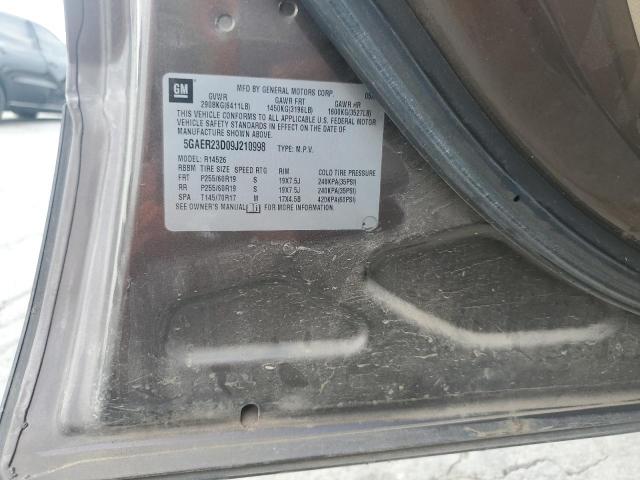 GM
MFD BY GENERAL MOTORS CORP
GVWR GAWR FRT GAWR RR
2908KG(6411LB) 1450KG(3196LB) 1600KG(3527LB)
THIS VEHICLE CONFORMS TO ALL APPLICABLE U.S. FEDERAL MOTOR
VEHICLE SAFETY STANDARDS IN EFFECT ON THE DATE OF
MANUFACTURE SHOWN ABOVE.
5GAER23D09J210998 TYPE: M.P.V.
MODEL: R14526
TIRE SIZE SPEED RTG RIM COLD TIRE PRESSURE
FRT P255/60R19 S 19X7.5J 240KPA(35PSI)
RR P255/60R19 S 19X7.5J 240KPA(35PSI)
SPA T145/70R17 M 17X4.5B 420KPA(60PSI)
SEE OWNER'S MANUAL FOR MORE INFORMATION.